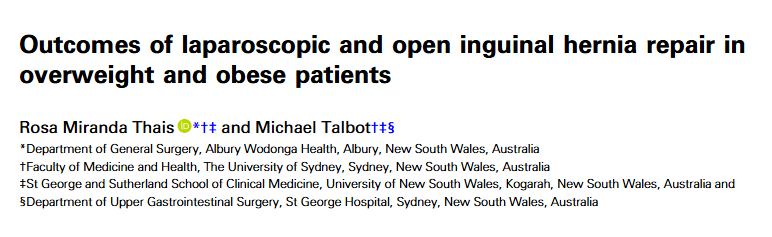 Outcomes of laparoscopic and open inguinal hernia repair in
overweight and obese patients
Rosa Miranda Thais iD *†‡ and Michael Talbot†‡§
*Department of General Surgery, Albury Wodonga Health, Albury, New South Wales, Australia
†Faculty of Medicine and Health, The University of Sydney, Sydney, New South Wales, Australia
‡St George and Sutherland School of Clinical Medicine, University of New South Wales, Kogarah, New South Wales, Australia and
§Department of Upper Gastrointestinal Surgery, St George Hospital, Sydney, New South Wales, Australia